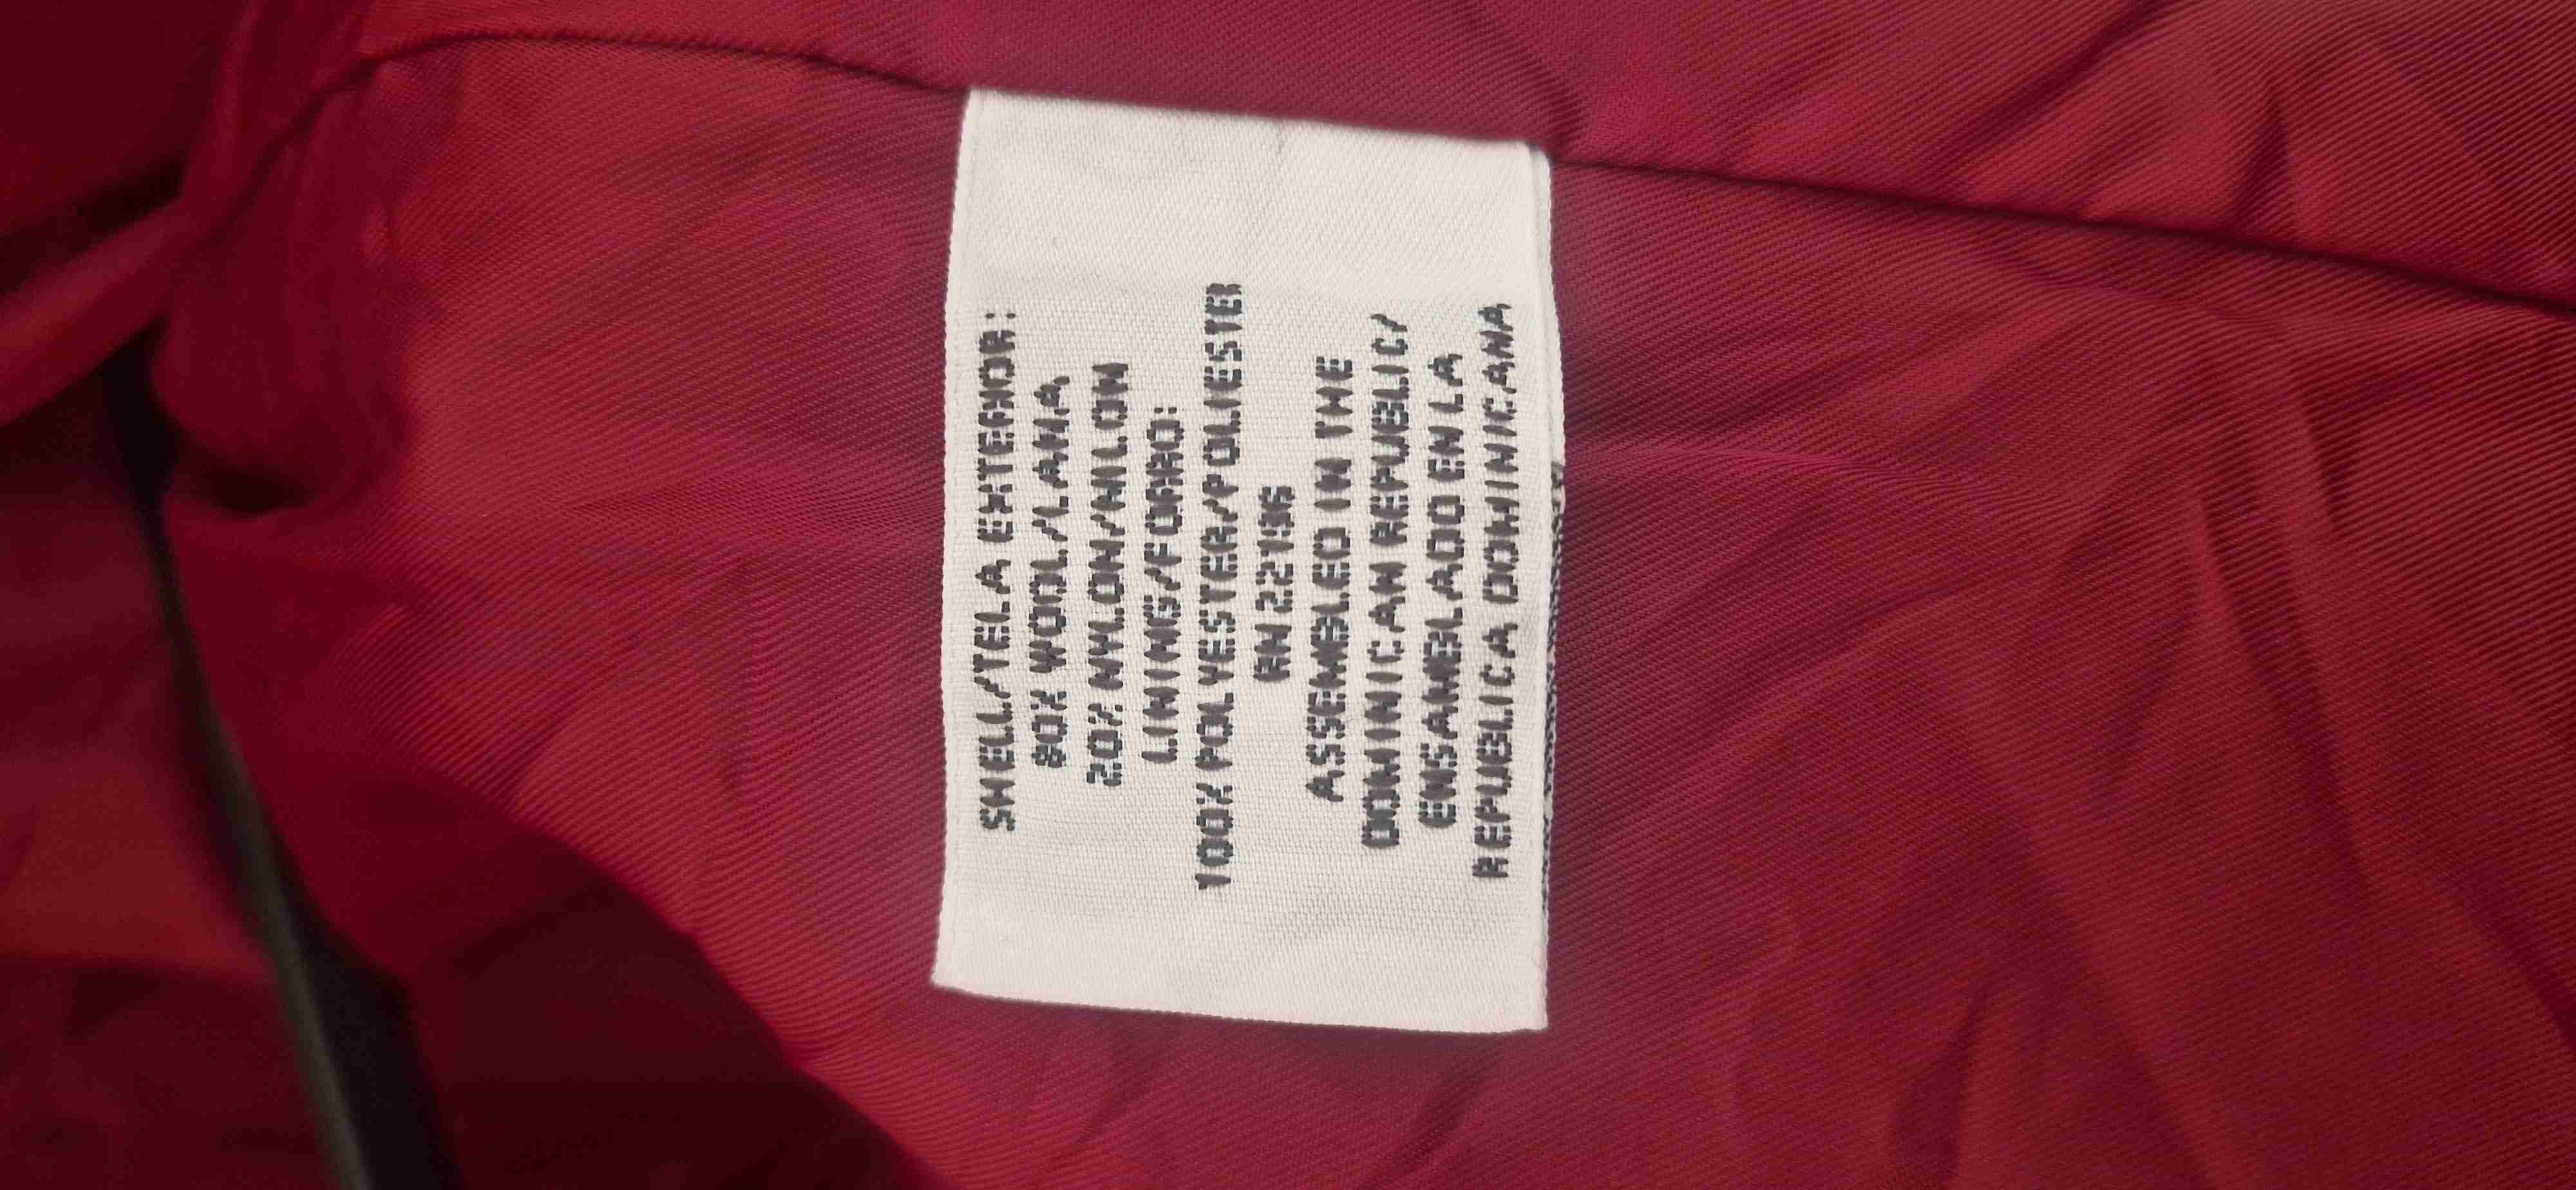 SHELL/TELA EXTERIOR:
80% WOOL/LANA
20% NYLON/NILON
LINING/FORRO:
100% POLYESTER/POLIESTER
RN 22196
ASSEMBLED IN THE
DOMINICAN REPUBLIC/
ENSAMBLADO EN LA
REPUBLICA DOMINICANA